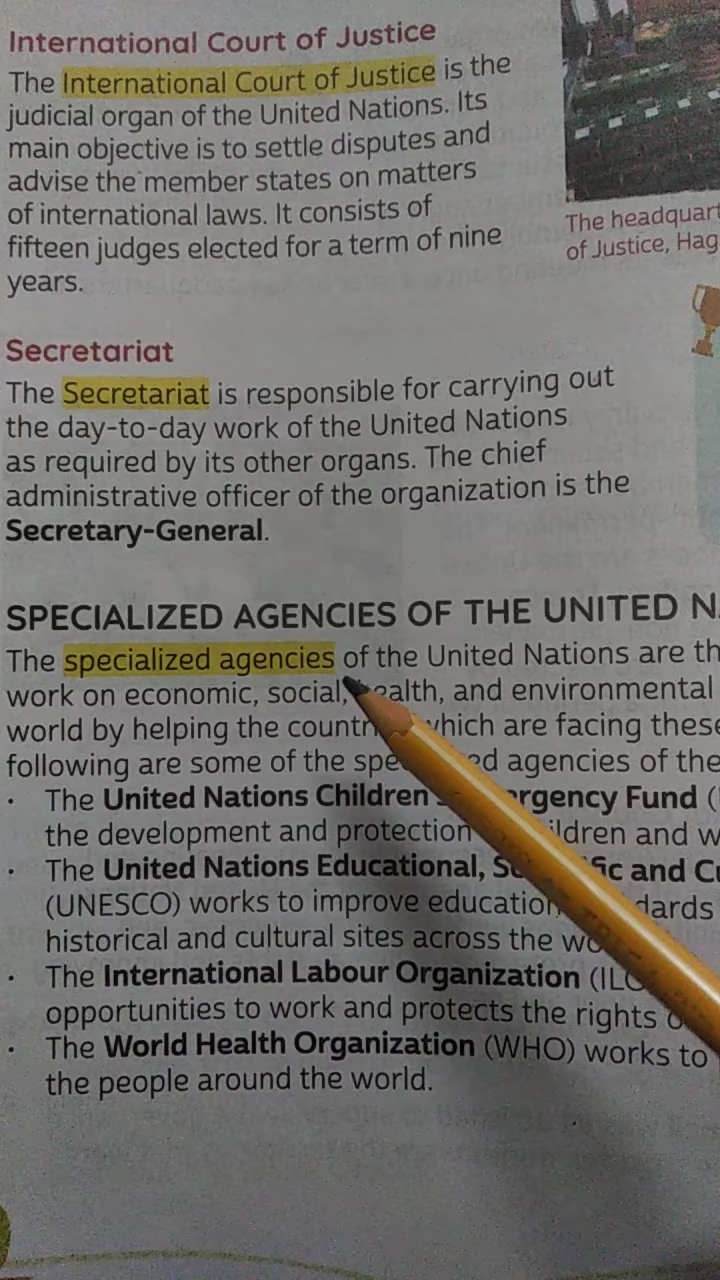 International Court of Justice
The International Court of Justice is the
judicial organ of the United Nations. Its
main objective is to settle disputes and
advise the member states on matters
of international laws. It consists of
fifteen judges elected for a term of nine
years.
The headquart
of Justice, Hag
Secretariat
The Secretariat is responsible for carrying out
the day-to-day work of the United Nations
as required by its other organs. The chief
administrative officer of the organization is the
Secretary-General.
SPECIALIZED AGENCIES OF THE UNITED N
The specialized agencies of the United Nations are th
work on economic, social, health, and environmental
world by helping the countr which are facing these
following are some of the spe ed agencies of the
· The United Nations Children ergency Fund (
the development and protection ildren and w
· The United Nations Educational, Sc fic and Cu
(UNESCO) works to improve education dards
historical and cultural sites across the wo
· The International Labour Organization (ILO
opportunities to work and protects the rights o
· The World Health Organization (WHO) works to
the people around the world.